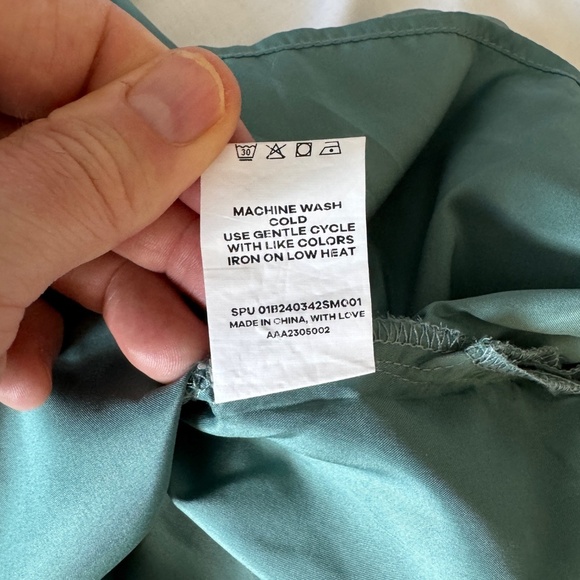 30
MACHINE WASH
COLD
USE GENTLE CYCLE
WITH LIKE COLORS
IRON ON LOW HEAT
SPU 01B240342SM001
MADE IN CHINA, WITH LOVE
AAA2305002